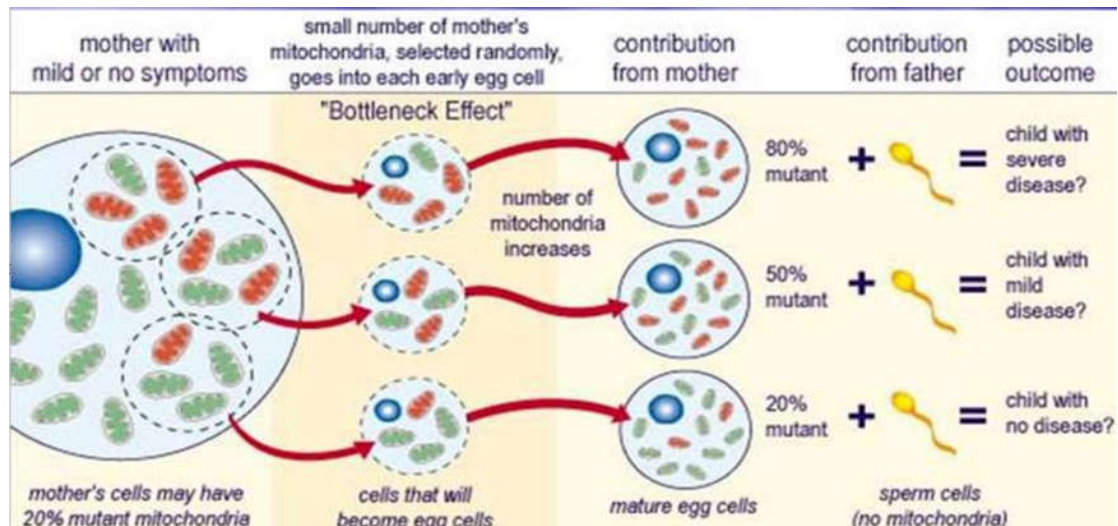 mother with
mild or no symptoms
small number of mother's
mitochondria, selected randomly,
goes into each early egg cell
"Bottleneck Effect"
contribution
from mother
contribution
from father
possible
outcome
number of
mitochondria
increases
80%
mutant
+
=
child with
severe
disease?
50%
mutant
+
=
child with
mild
disease?
20%
mutant
+
=
child with
no disease?
mother's cells may have
20% mutant mitochondria
cells that will
become egg cells
mature egg cells
sperm cells
(no mitochondria)